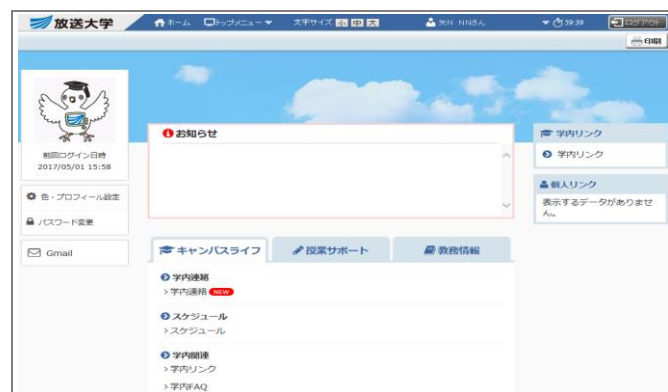 放送大学
ホーム トップメニュー 文字サイズ 小 中 大 59:39 ログアウト
印刷
前回ログイン日時
2017/05/01 15:58
色・プロフィール設定
パスワード変更
Gmail
お知らせ
キャンパスライフ 授業サポート 教務情報
学内連絡
学内連絡 NEW
スケジュール
スケジュール
学内関連
学内リンク
学内FAQ
学内リンク
学内リンク
個人リンク
表示するデータがありませ
ん。